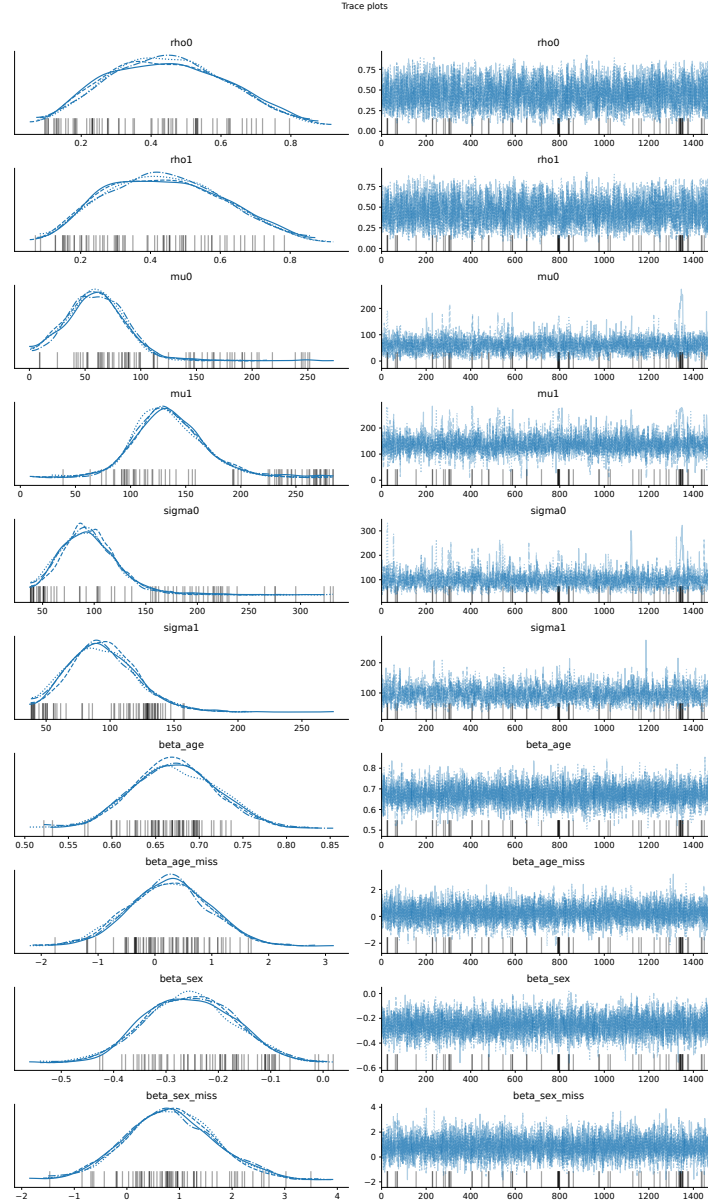 Trace plots
rho0 rho0
0.75
0.50
0.25
0.00
0.2 0.4 0.6 0.8 0 200 400 600 800 1000 1200 1400
rho1 rho1
0.75
0.50
0.25
0.00
0.2 0.4 0.6 0.8 0 200 400 600 800 1000 1200 1400
mu0 mu0
200
100
0
0 50 100 150 200 250 0 200 400 600 800 1000 1200 1400
mu1 mu1
200
100
0
0 50 100 150 200 250 0 200 400 600 800 1000 1200 1400
sigma0 sigma0
300
200
100
50 100 150 200 250 300 0 200 400 600 800 1000 1200 1400
sigma1 sigma1
200
100
50 100 150 200 250 0 200 400 600 800 1000 1200 1400
beta_age beta_age
0.8
0.7
0.6
0.5
0.50 0.55 0.60 0.65 0.70 0.75 0.80 0.85 0 200 400 600 800 1000 1200 1400
beta_age_miss beta_age_miss
2
0
−2
−2 −1 0 1 2 3 0 200 400 600 800 1000 1200 1400
beta_sex beta_sex
0.0
−0.2
−0.4
−0.6
−0.5 −0.4 −0.3 −0.2 −0.1 0.0 0 200 400 600 800 1000 1200 1400
beta_sex_miss beta_sex_miss
4
2
0
−2
−2 −1 0 1 2 3 4 0 200 400 600 800 1000 1200 1400